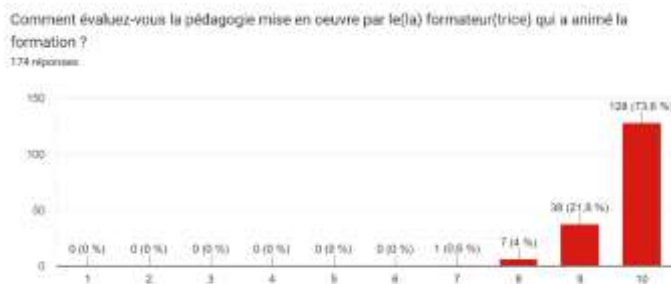 Comment évaluez-vous la pédagogie mise en oeuvre par le(la) formateur(trice) qui a animé la
formation ?
174 réponses
150
100
50
0
0 (0 %) 0 (0 %) 0 (0 %) 0 (0 %) 0 (0 %) 0 (0 %) 1 (0,6 %) 7 (4 %) 38 (21,8 %) 128 (73,6 %
1 2 3 4 5 6 7 8 9 10